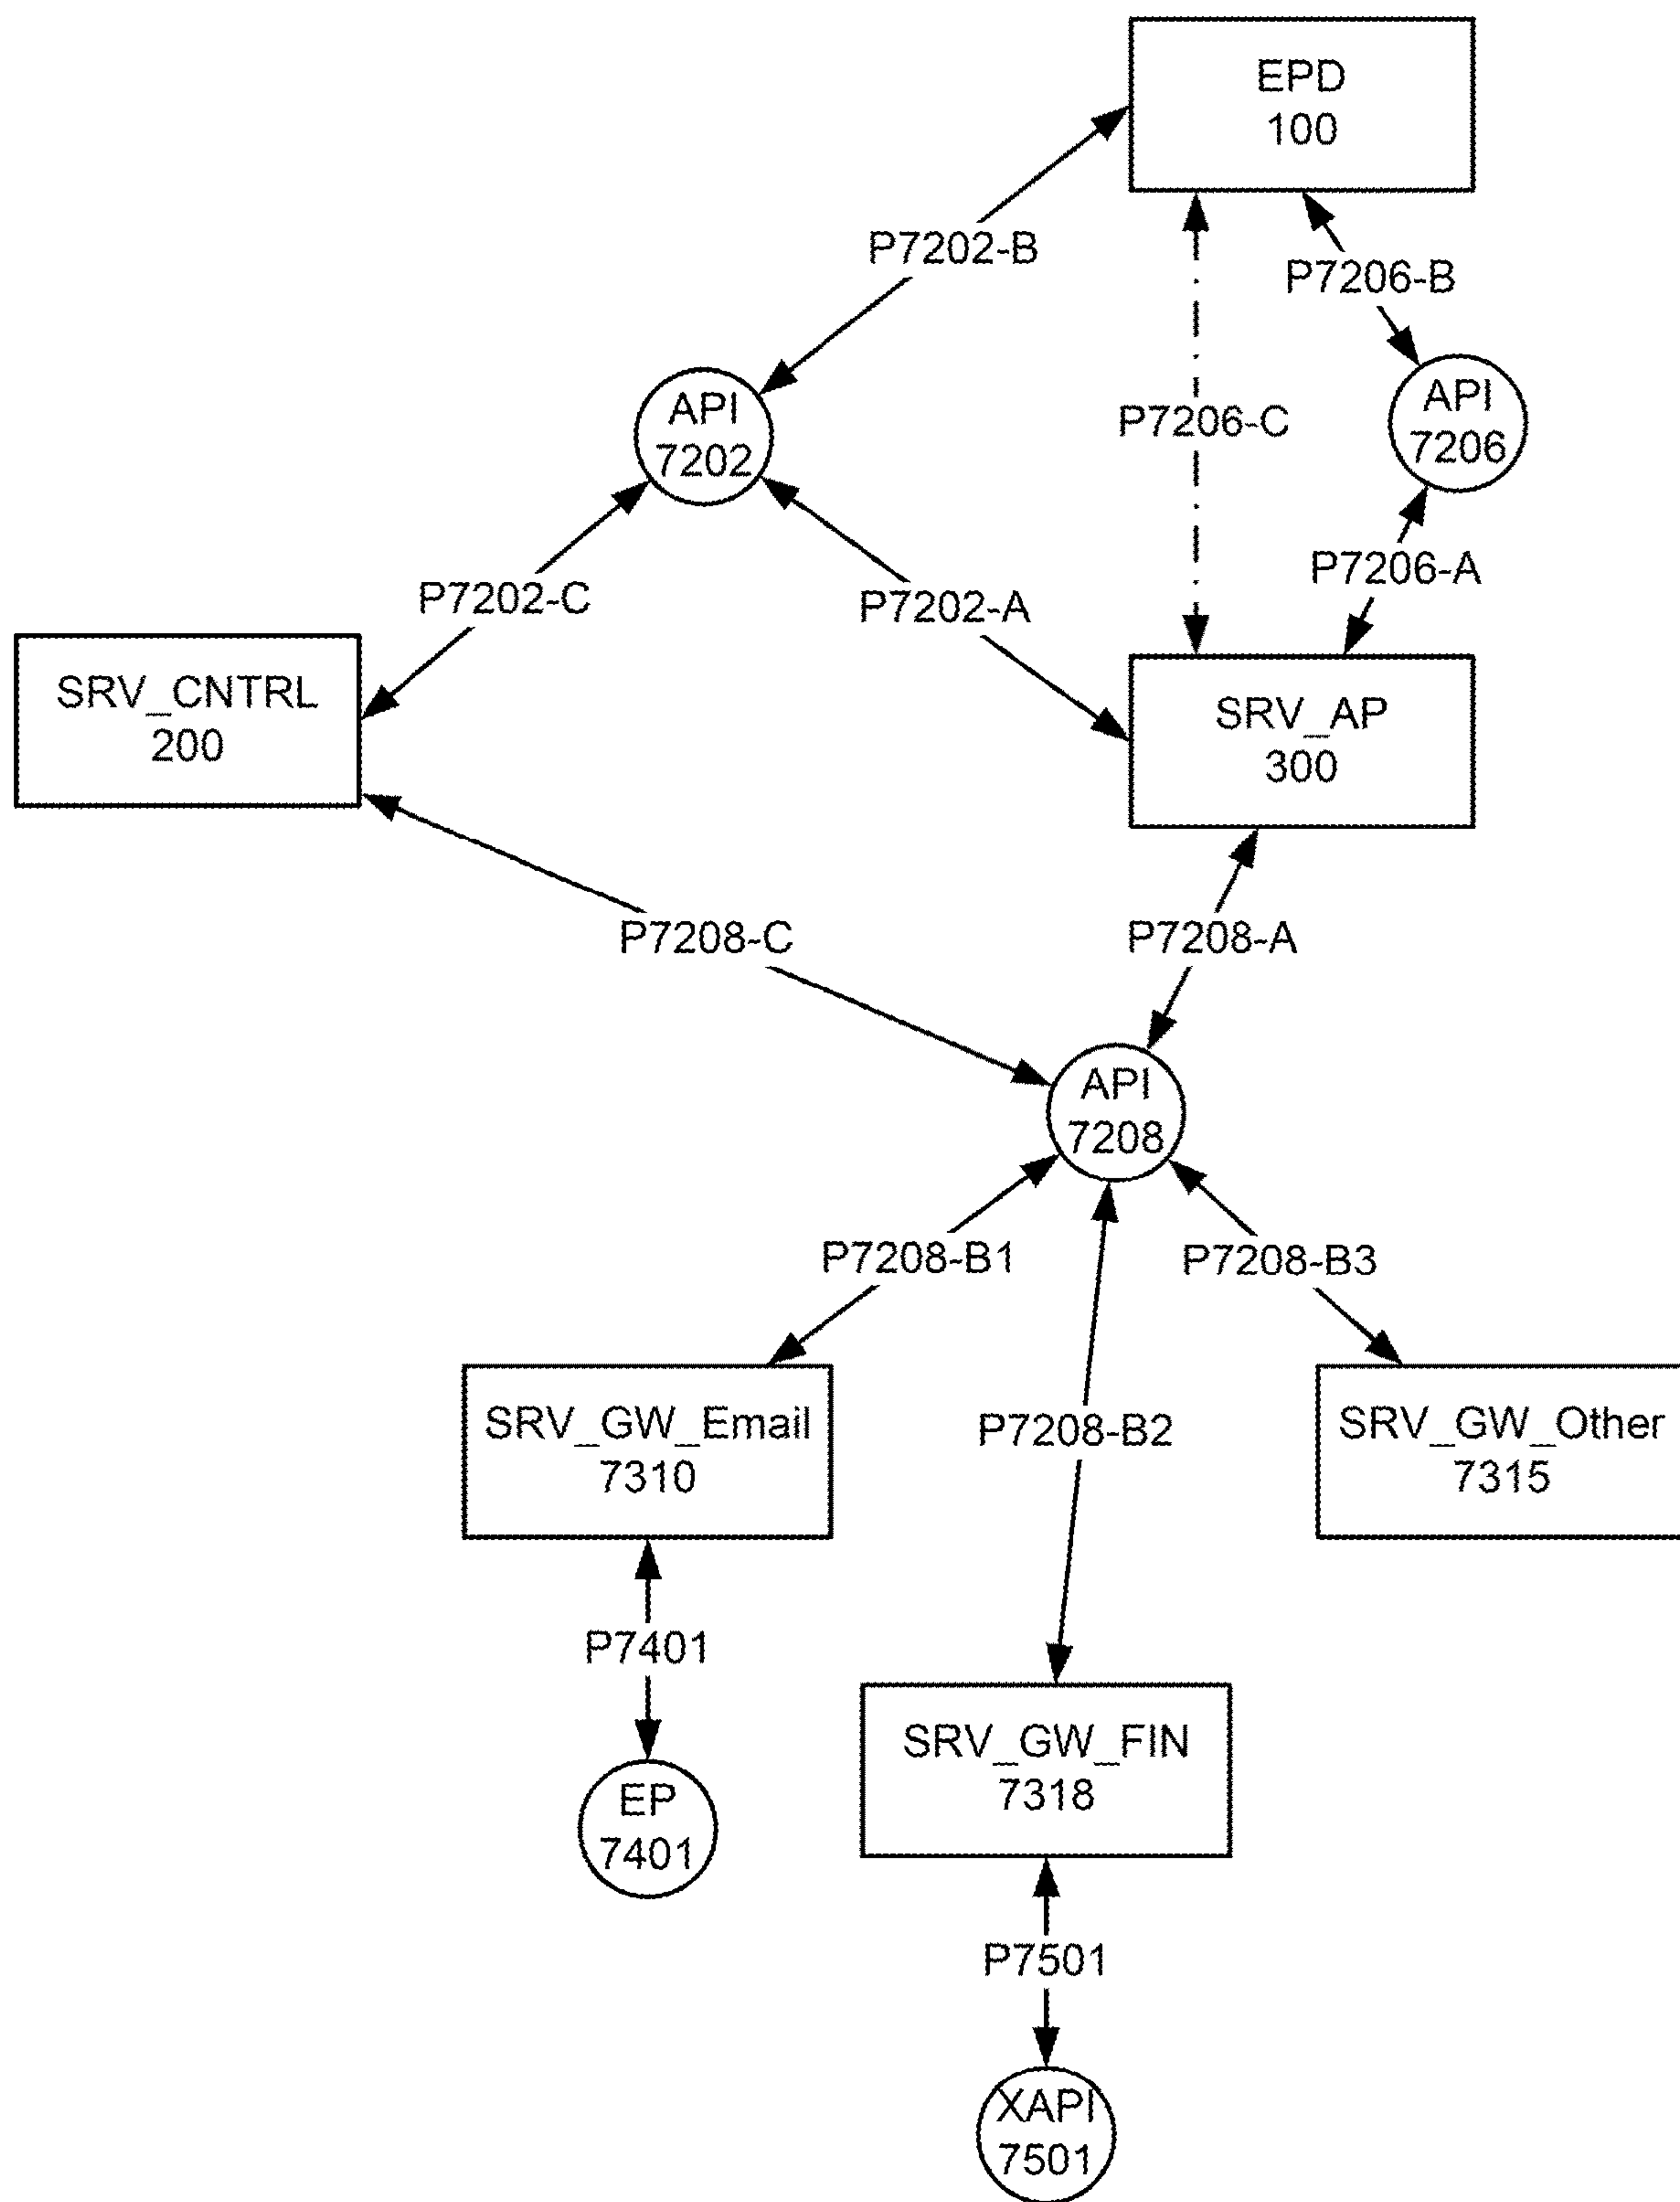 EPD
100
P7202-B
P7206-B
API
7202
P7206-C
API
7206
P7202-C
P7202-A
P7206-A
SRV_CNTRL
200
SRV_AP
300
P7208-C
P7208-A
API
7208
P7208-B1
P7208-B3
SRV_GW_Email
7310
P7208-B2
SRV_GW_Other
7315
P7401
SRV_GW_FIN
7318
EP
7401
P7501
XAPI
7501